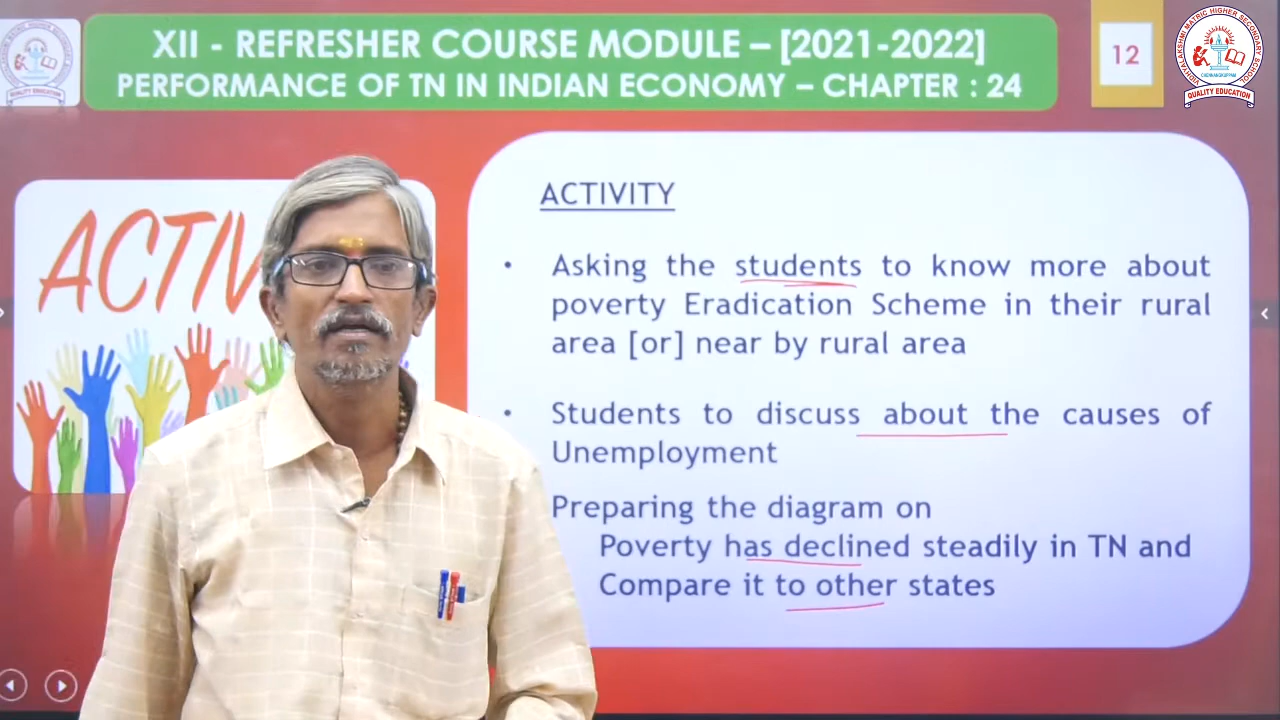 XII - REFRESHER COURSE MODULE – [2021-2022]
PERFORMANCE OF TN IN INDIAN ECONOMY – CHAPTER : 24
12
QUALITY EDUCATION
ACTIV
ACTIVITY
• Asking the students to know more about
poverty Eradication Scheme in their rural
area [or] near by rural area
• Students to discuss about the causes of
Unemployment
Preparing the diagram on
Poverty has declined steadily in TN and
Compare it to other states